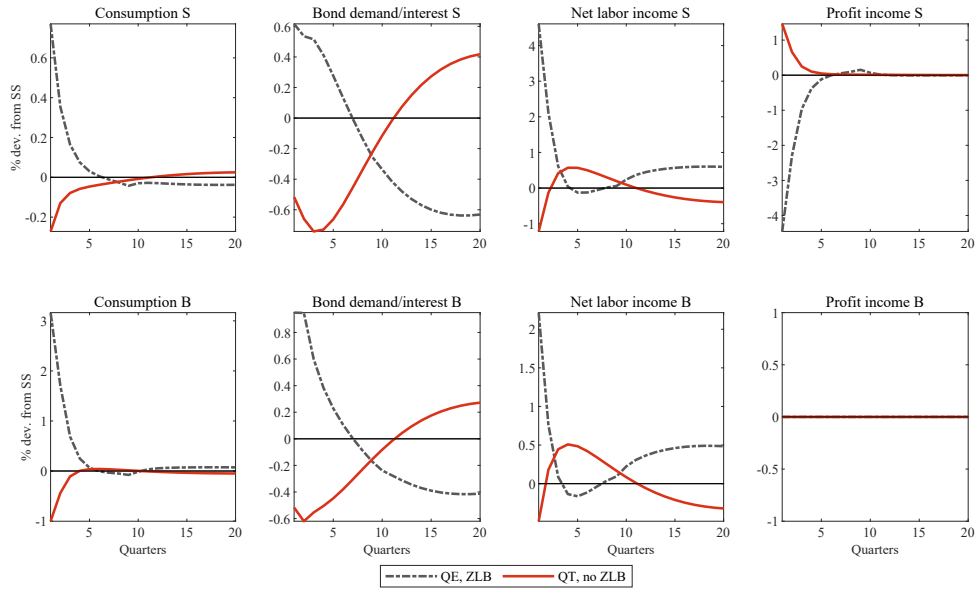 Consumption S
Bond demand/interest S
Net labor income S
Profit income S
% dev. from SS
0.6
0.4
0.2
0
-0.2
5 10 15 20
0.6
0.4
0.2
0
-0.2
-0.4
-0.6
5 10 15 20
4
3
2
1
0
-1
5 10 15 20
1
0
-1
-2
-3
-4
5 10 15 20
Consumption B
Bond demand/interest B
Net labor income B
Profit income B
% dev. from SS
3
2
1
0
-1
5 10 15 20
Quarters
0.8
0.6
0.4
0.2
0
-0.2
-0.4
-0.6
5 10 15 20
Quarters
2
1.5
1
0.5
0
5 10 15 20
Quarters
1
0.5
0
-0.5
-1
5 10 15 20
Quarters
QE, ZLB
QT, no ZLB